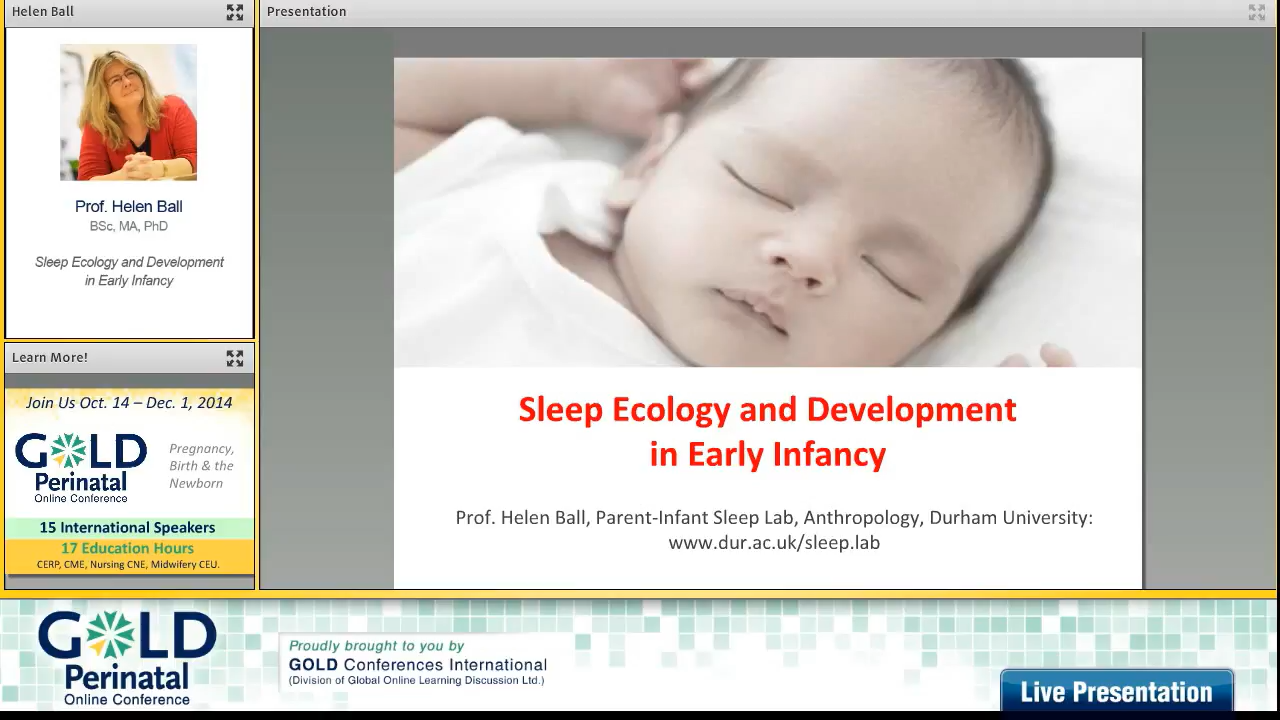 Helen Ball
Prof. Helen Ball
BSc, MA, PhD
Sleep Ecology and Development
in Early Infancy
Learn More!
Join Us Oct. 14 – Dec. 1, 2014
GOLD
Perinatal
Online Conference
Pregnancy,
Birth & the
Newborn
15 International Speakers
17 Education Hours
CERP, CME, Nursing CNE, Midwifery CEU.
Presentation
Sleep Ecology and Development
in Early Infancy
Prof. Helen Ball, Parent-Infant Sleep Lab, Anthropology, Durham University:
www.dur.ac.uk/sleep.lab
GOLD
Perinatal
Online Conference
Proudly brought to you by
GOLD Conferences International
(Division of Global Online Learning Discussion Ltd.)
Live Presentation